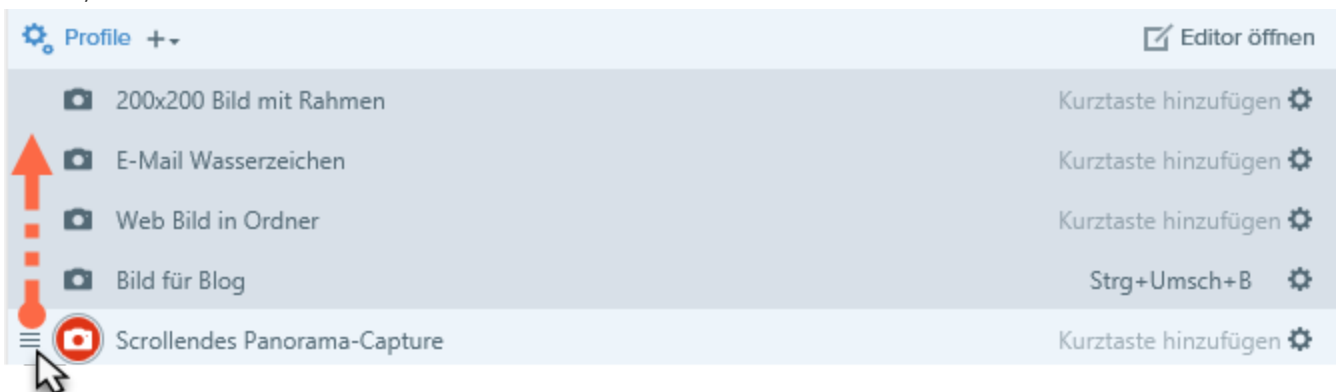 Profile +
Editor öffnen
200x200 Bild mit Rahmen
Kurztaste hinzufügen
E-Mail Wasserzeichen
Kurztaste hinzufügen
Web Bild in Ordner
Kurztaste hinzufügen
Bild für Blog
Strg+Umsch+B
Scrollendes Panorama-Capture
Kurztaste hinzufügen